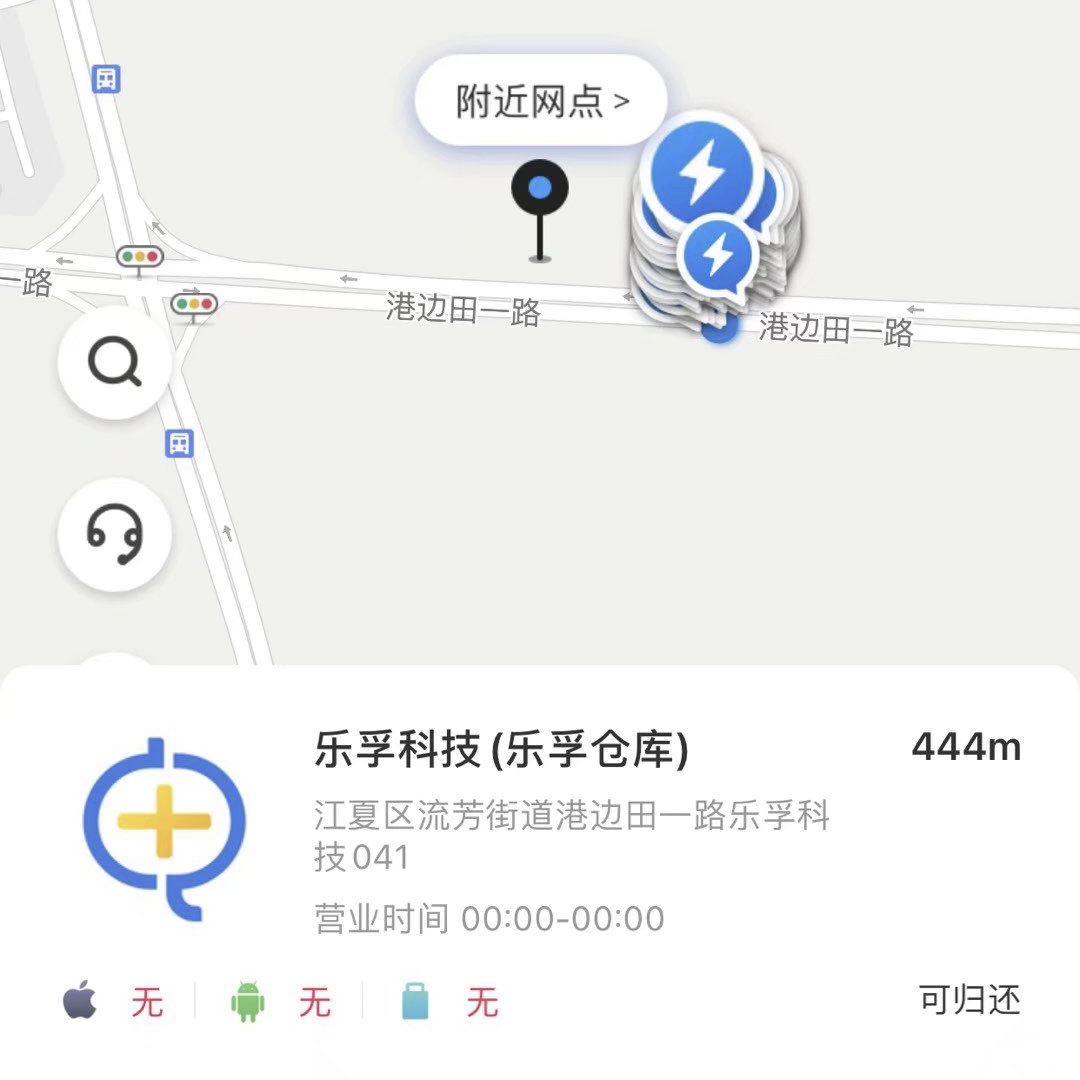 附近网点 >
一路
港边田一路
港边田一路
乐孚科技(乐孚仓库)
444m
江夏区流芳街道港边田一路乐孚科
技041
营业时间 00:00-00:00
无
无
无
可归还